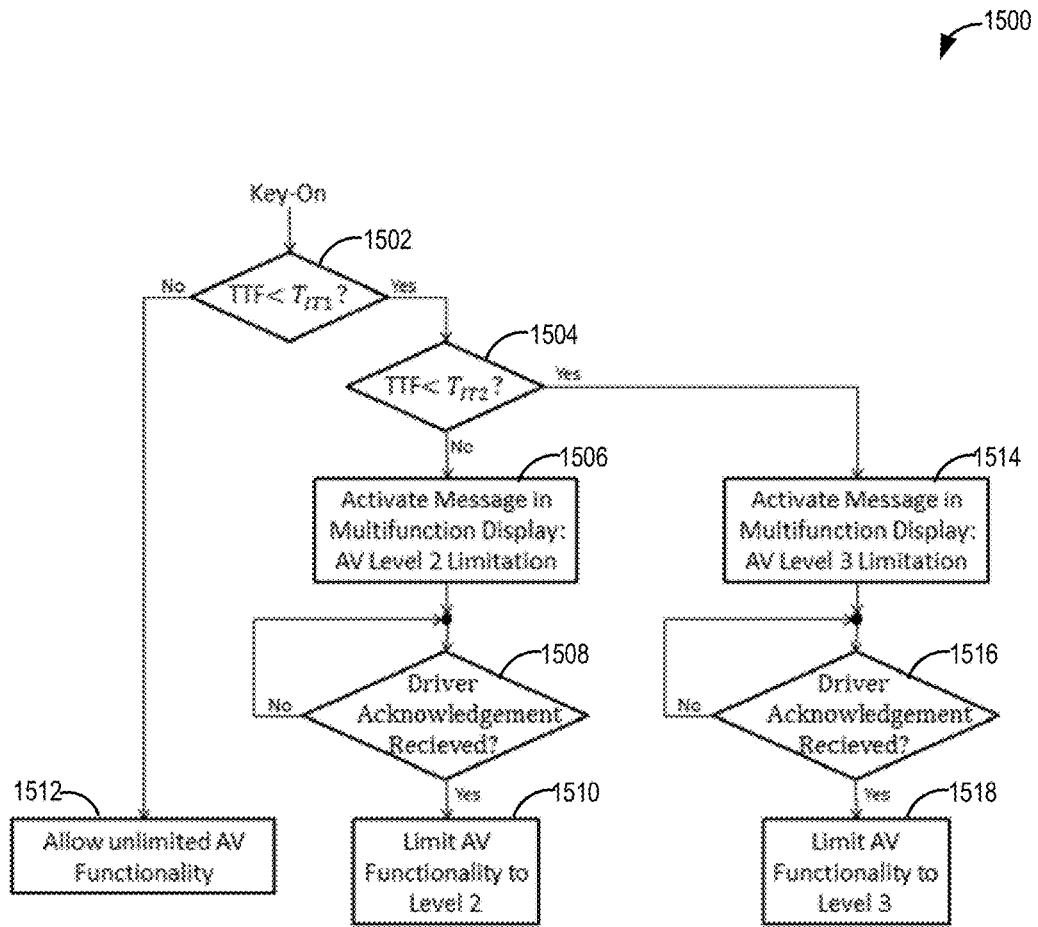 1500
Key-On
1502
No
TTF< T_IT1 ?
Yes
1504
TTF< T_IT2 ?
Yes
No
1506
Activate Message in
Multifunction Display:
AV Level 2 Limitation
1514
Activate Message in
Multifunction Display:
AV Level 3 Limitation
1508
Driver
Acknowledgement
Recieved?
No
Yes
1516
Driver
Acknowledgement
Recieved?
No
Yes
1512
Allow unlimited AV
Functionality
1510
Limit AV
Functionality to
Level 2
1518
Limit AV
Functionality to
Level 3